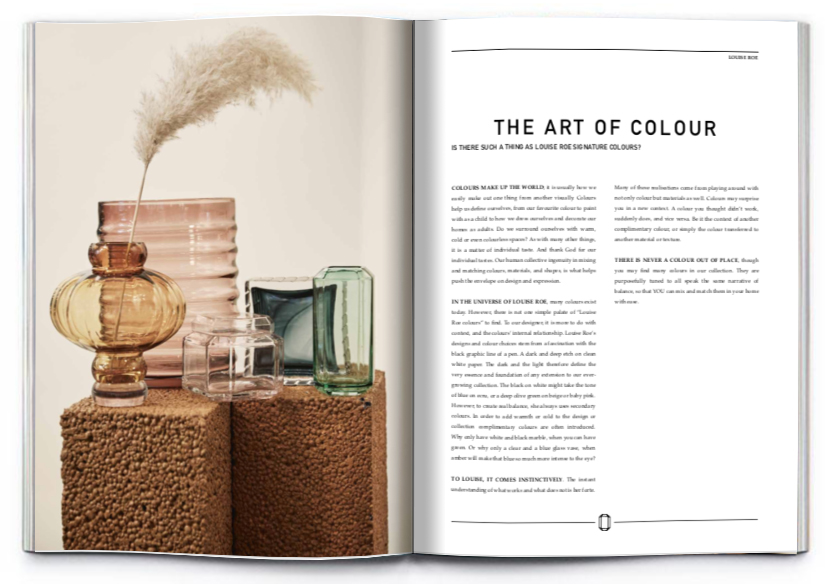 LOUISE ROE
THE ART OF COLOUR
IS THERE SUCH A THING AS LOUISE ROE SIGNATURE COLOURS?
COLOURS MAKE UP THE WORLD; it is usually how we
easily make out one thing from another visually. Colours
help us define ourselves, from our favourite colour to paint
with as a child to how we dress ourselves and decorate our
homes as adults. Do we surround ourselves with warm,
cold or even colourless spaces? As with many other things,
it is a matter of individual taste. And thank God for our
individual tastes. Our human collective ingenuity in mixing
and matching colours, materials, and shapes, is what helps
push the envelope on design and expression.
IN THE UNIVERSE OF LOUISE ROE, many colours exist
today. However, there is not one simple palate of "Louise
Roe colours" to find. To our designer, it is more to do with
context, and the colours' internal relationship. Louise Roe's
designs and colour choices stem from a fascination with the
black graphic line of a pen. A dark and deep rich on clean
white paper. The dark and the light therefore define the
very essence and foundation of any extension to our ever-
growing collection. The black on white might take the tone
of blue on rose, or a deep olive green on beige or baby pink.
However, to create real balance, she always uses secondary
colours. In order to add warmth or cold to the design or
collection complimentary colours are often introduced.
Why only have white and black marble, when you can have
green. Or why only a clear and a blue glass vase, when
amber will make that blue so much more intense to the eye?
TO LOUISE, IT COMES INSTINCTIVELY. The instant
understanding of what works and what does not is her forte.
Many of these realisations come from playing around with
not only colour but materials as well. Colours may surprise
you in a new context. A colour you thought didn't work,
suddenly does, and vice versa. Be it the context of another
complimentary colour, or simply the colour transformed to
another material or texture.
THERE IS NEVER A COLOUR OUT OF PLACE, though
you may find many colours in our collection. They are
purposefully tuned to all speak the same narrative of
balance, so that YOU can mix and match them in your home
with ease.